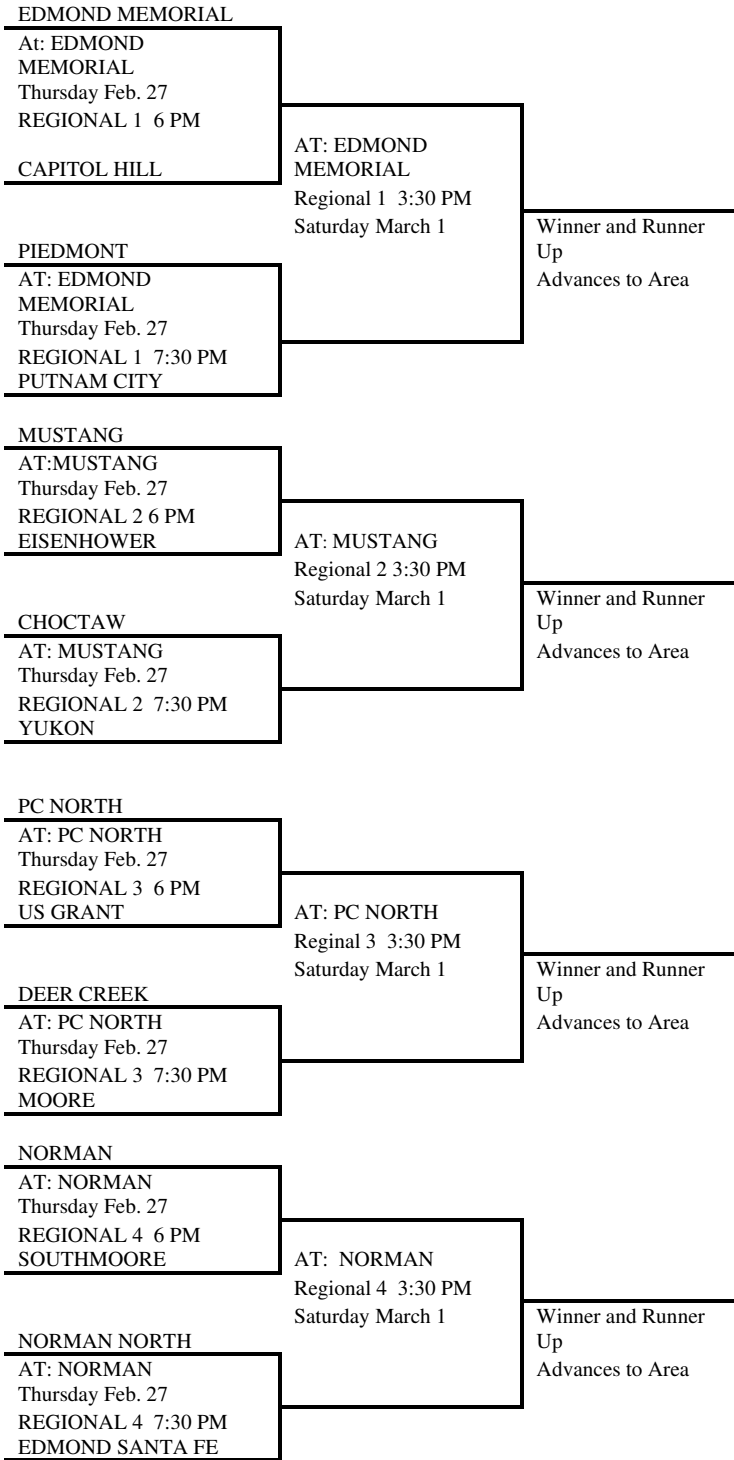 EDMOND MEMORIAL
At: EDMOND
MEMORIAL
Thursday Feb. 27
REGIONAL 1  6 PM
CAPITOL HILL
AT: EDMOND
MEMORIAL
Regional 1  3:30 PM
Saturday March 1
Winner and Runner
Up
Advances to Area
PIEDMONT
AT: EDMOND
MEMORIAL
Thursday Feb. 27
REGIONAL 1  7:30 PM
PUTNAM CITY
MUSTANG
AT:MUSTANG
Thursday Feb. 27
REGIONAL 2 6 PM
EISENHOWER
AT: MUSTANG
Regional 2 3:30 PM
Saturday March 1
Winner and Runner
Up
Advances to Area
CHOCTAW
AT: MUSTANG
Thursday Feb. 27
REGIONAL 2  7:30 PM
YUKON
PC NORTH
AT: PC NORTH
Thursday Feb. 27
REGIONAL 3  6 PM
US GRANT
AT: PC NORTH
Reginal 3  3:30 PM
Saturday March 1
Winner and Runner
Up
Advances to Area
DEER CREEK
AT: PC NORTH
Thursday Feb. 27
REGIONAL 3  7:30 PM
MOORE
NORMAN
AT: NORMAN
Thursday Feb. 27
REGIONAL 4  6 PM
SOUTHMOORE
AT:  NORMAN
Regional 4  3:30 PM
Saturday March 1
Winner and Runner
Up
Advances to Area
NORMAN NORTH
AT: NORMAN
Thursday Feb. 27
REGIONAL 4  7:30 PM
EDMOND SANTA FE